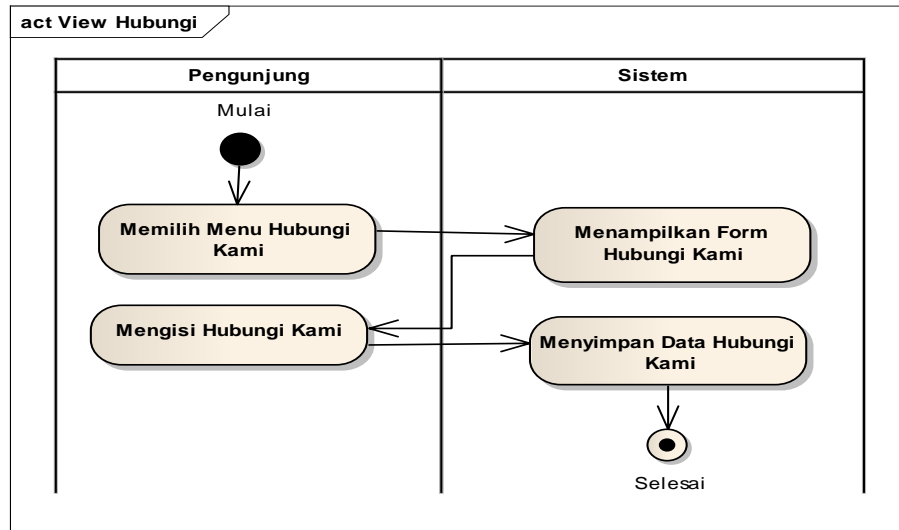 act View Hubungi
Pengunjung
Sistem
Mulai
Memilih Menu Hubungi
Kami
Menampilkan Form
Hubungi Kami
Mengisi Hubungi Kami
Menyimpan Data Hubungi
Kami
Selesai